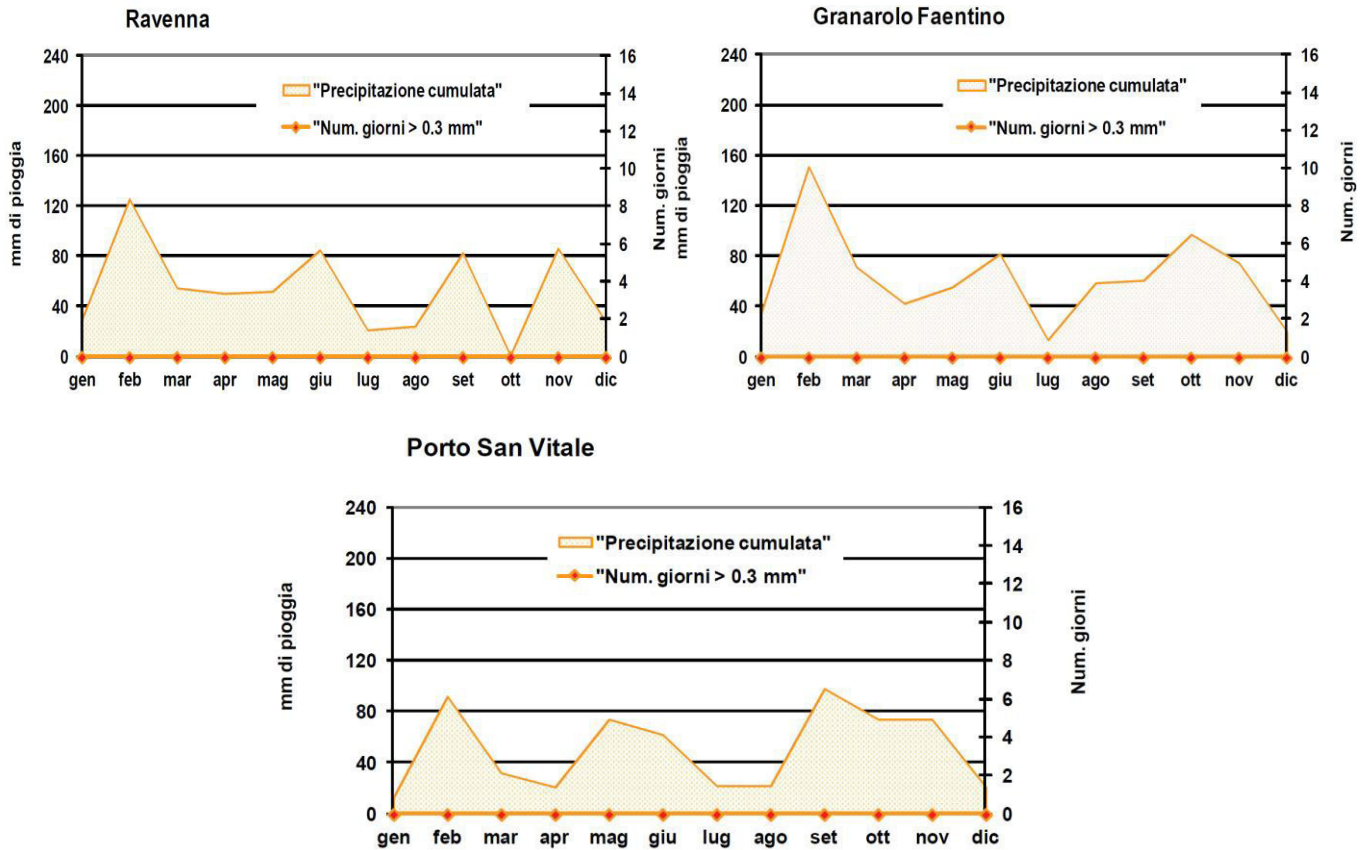 Ravenna
240
200
160
120
80
40
0
mm di pioggia
16
14
12
10
8
6
4
2
0
Num. giorni
"Precipitazione cumulata"
"Num. giorni > 0.3 mm"
gen feb mar apr mag giu lug ago set ott nov dic
Granarolo Faentino
240
200
160
120
80
40
0
mm di pioggia
16
14
12
10
8
6
4
2
0
Num. giorni
"Precipitazione cumulata"
"Num. giorni > 0.3 mm"
gen feb mar apr mag giu lug ago set ott nov dic
Porto San Vitale
240
200
160
120
80
40
0
mm di pioggia
16
14
12
10
8
6
4
2
0
Num. giorni
"Precipitazione cumulata"
"Num. giorni > 0.3 mm"
gen feb mar apr mag giu lug ago set ott nov dic